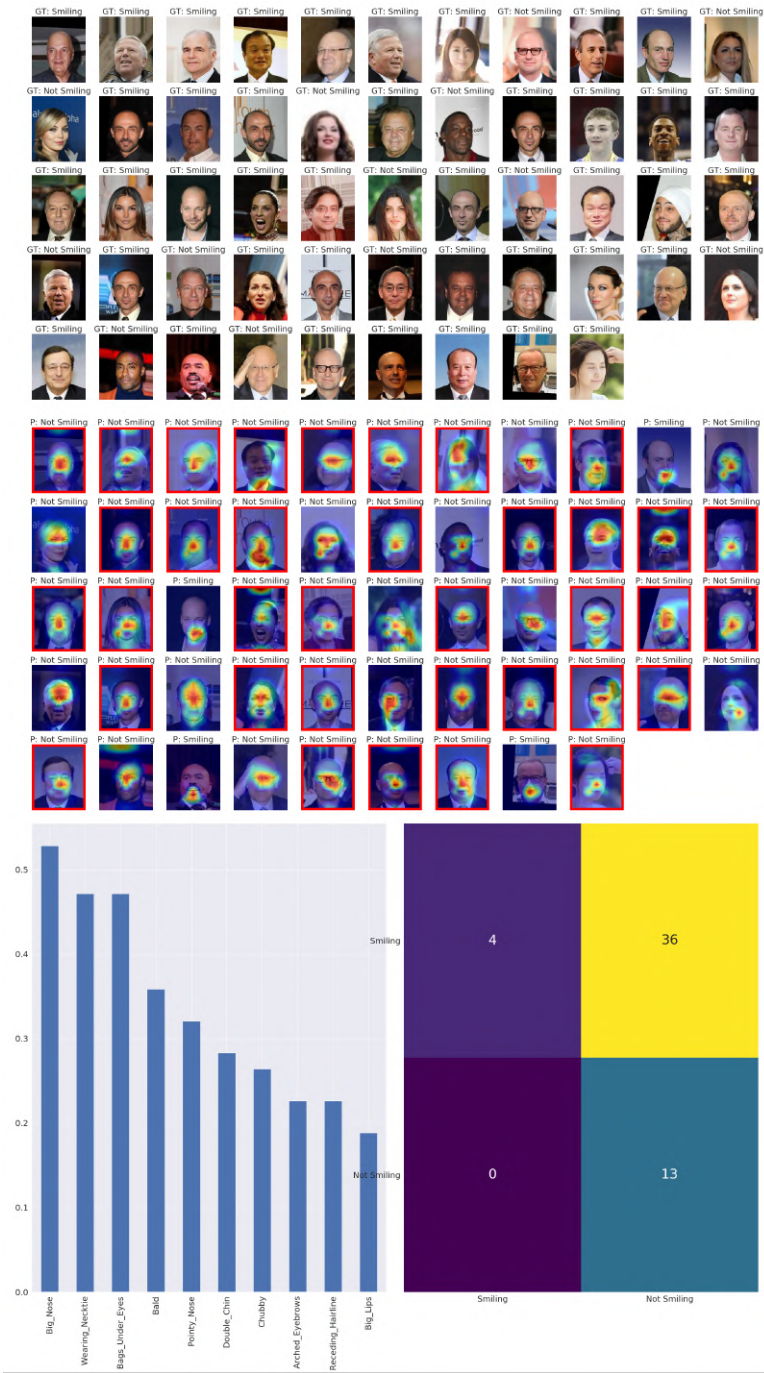 GT: Smiling GT: Smiling GT: Smiling GT: Smiling GT: Smiling GT: Smiling GT: Smiling GT: Not Smiling GT: Smiling GT: Smiling GT: Not Smiling
GT: Not Smiling GT: Smiling GT: Smiling GT: Smiling GT: Not Smiling GT: Smiling GT: Not Smiling GT: Smiling GT: Smiling GT: Smiling GT: Smiling
GT: Smiling GT: Smiling GT: Smiling GT: Smiling GT: Smiling GT: Not Smiling GT: Smiling GT: Not Smiling GT: Smiling GT: Smiling GT: Smiling
GT: Not Smiling GT: Smiling GT: Not Smiling GT: Smiling GT: Smiling GT: Not Smiling GT: Smiling GT: Smiling GT: Smiling GT: Smiling GT: Not Smiling
GT: Smiling GT: Not Smiling GT: Smiling GT: Not Smiling GT: Smiling GT: Smiling GT: Smiling GT: Smiling GT: Smiling
P: Not Smiling P: Not Smiling P: Not Smiling P: Not Smiling P: Not Smiling P: Not Smiling P: Not Smiling P: Not Smiling P: Not Smiling P: Smiling P: Not Smiling
P: Not Smiling P: Not Smiling P: Not Smiling P: Not Smiling P: Not Smiling P: Not Smiling P: Not Smiling P: Not Smiling P: Not Smiling P: Not Smiling P: Not Smiling
P: Not Smiling P: Not Smiling P: Smiling P: Not Smiling P: Not Smiling P: Not Smiling P: Not Smiling P: Not Smiling P: Not Smiling P: Not Smiling P: Not Smiling
P: Not Smiling P: Not Smiling P: Not Smiling P: Not Smiling P: Not Smiling P: Not Smiling P: Not Smiling P: Not Smiling P: Not Smiling P: Not Smiling P: Not Smiling
P: Not Smiling P: Not Smiling P: Smiling P: Not Smiling P: Not Smiling P: Not Smiling P: Not Smiling P: Smiling P: Not Smiling
0.5
0.4
0.3
0.2
0.1
0.0
Big_Nose
Wearing_Necktie
Bags_Under_Eyes
Bald
Pointy_Nose
Double_Chin
Chubby
Arched_Eyebrows
Receding_Hairline
Big_Lips
Smiling 4 36
Not Smiling 0 13
Smiling Not Smiling